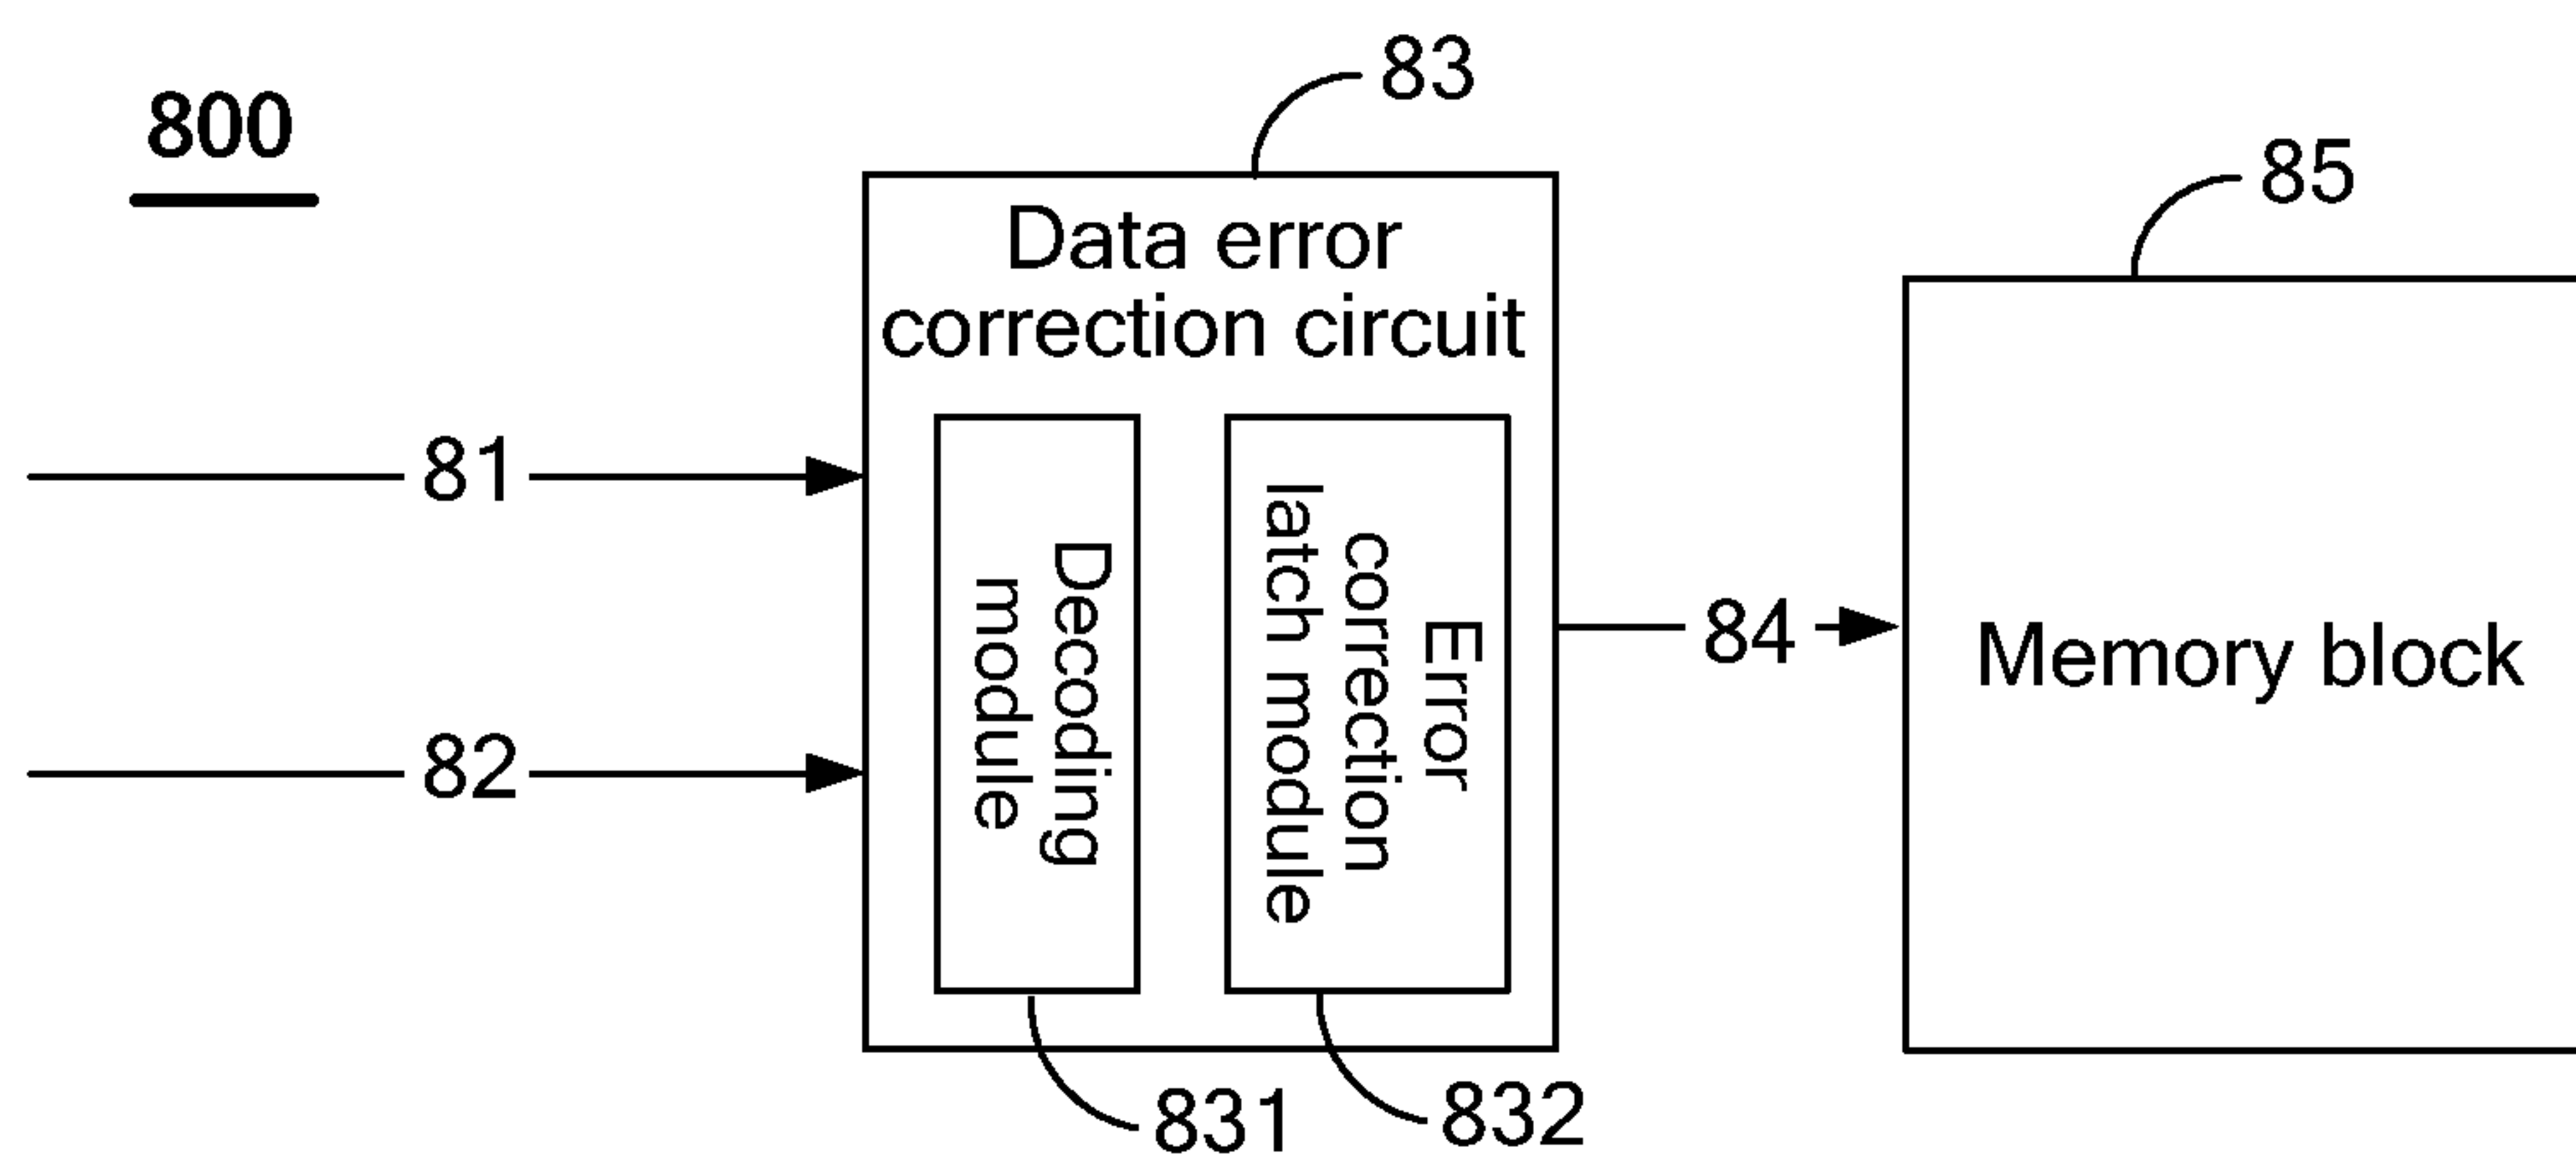 800
83
85
Data error
correction circuit
81
82
Decoding
module
Error
correction
latch module
84
Memory block
831
832